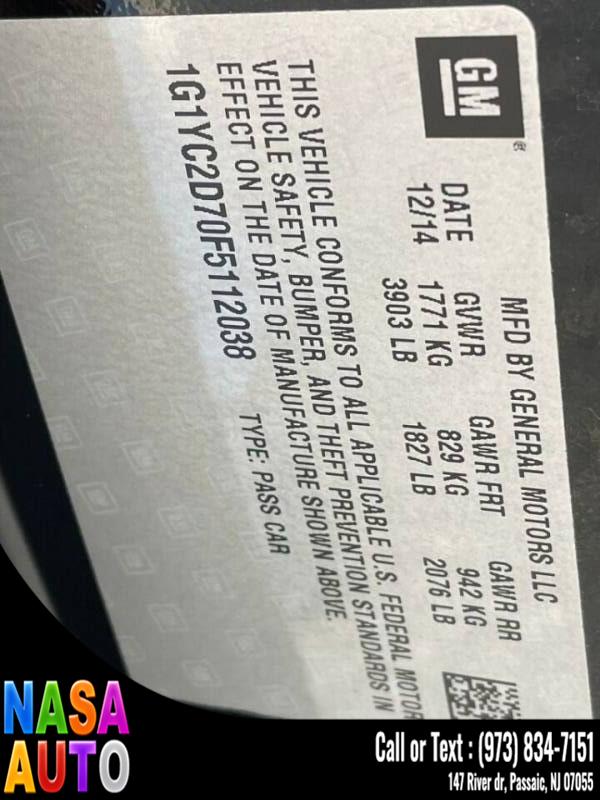 GM
®
MFD BY GENERAL MOTORS LLC
DATE GVWR GAWR FRT GAWR RR
12/14 1771 KG 829 KG 942 KG
3903 LB 1827 LB 2076 LB
THIS VEHICLE CONFORMS TO ALL APPLICABLE U.S. FEDERAL MOTOR
VEHICLE SAFETY, BUMPER, AND THEFT PREVENTION STANDARDS IN
EFFECT ON THE DATE OF MANUFACTURE SHOWN ABOVE.
1G1YC2D70F5112038 TYPE: PASS CAR
NASA
AUTO
Call or Text : (973) 834-7151
147 River dr, Passaic, NJ 07055